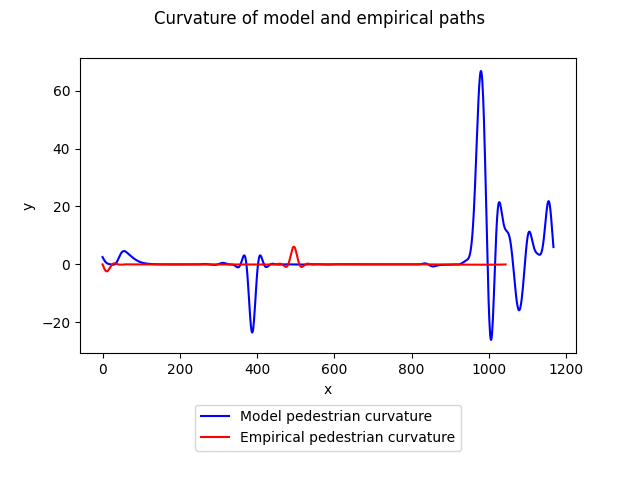 Curvature of model and empirical paths
60
40
20
0
−20
y
0 200 400 600 800 1000 1200
x
Model pedestrian curvature
Empirical pedestrian curvature